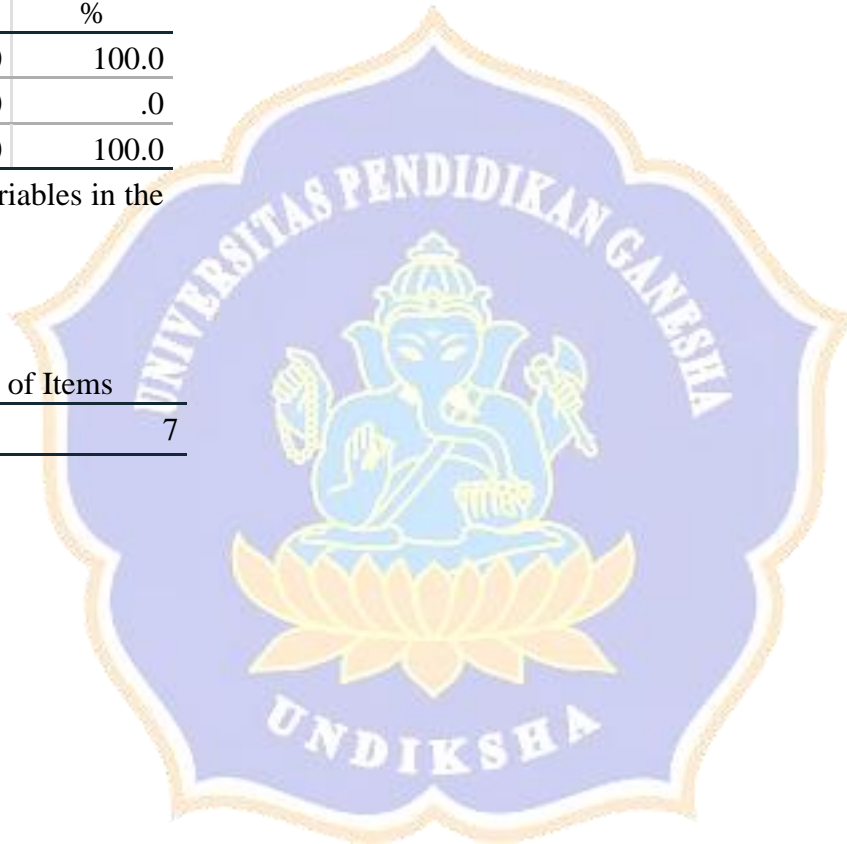 %
100.0
.0
100.0
riables in the
of Items
7
UNIVERSITAS PENDIDIKAN GANESHA
UNDIKSHA